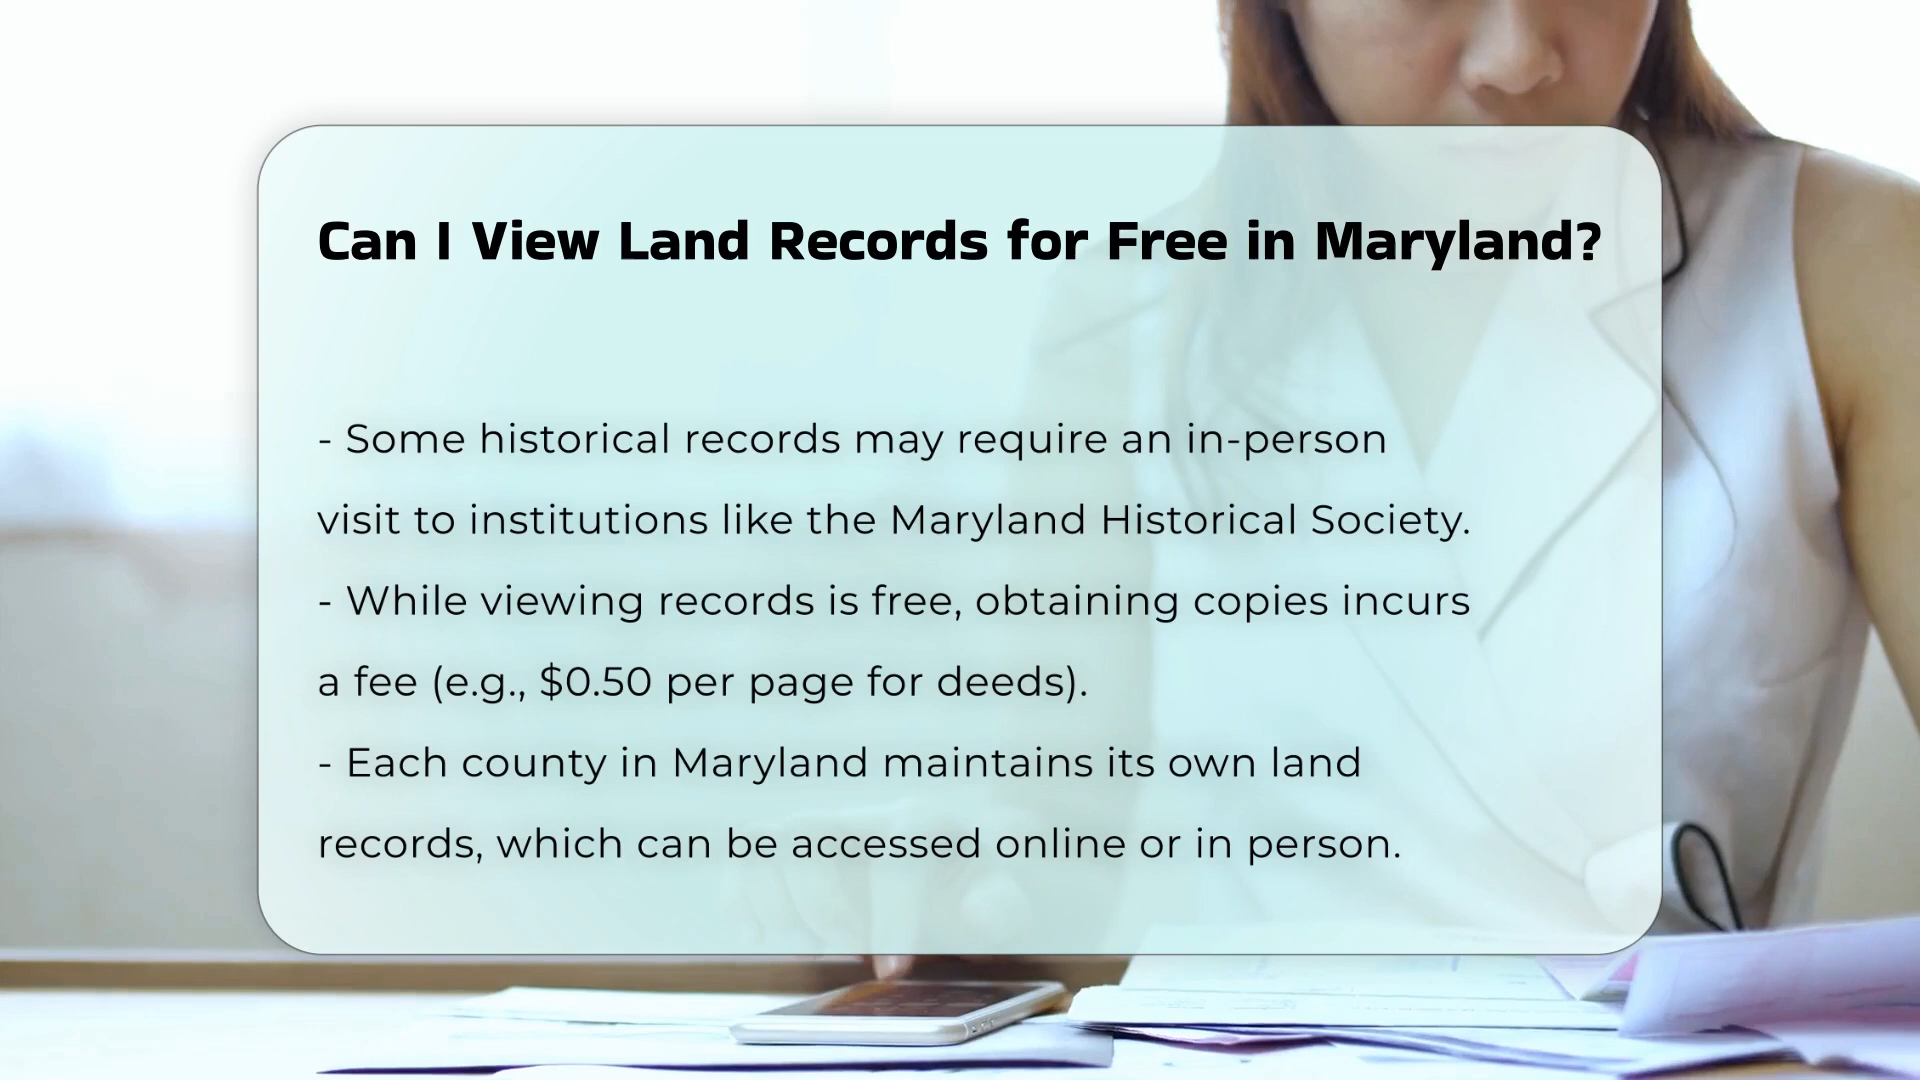 Can I View Land Records for Free in Maryland?
- Some historical records may require an in-person
visit to institutions like the Maryland Historical Society.
- While viewing records is free, obtaining copies incurs
a fee (e.g., $0.50 per page for deeds).
- Each county in Maryland maintains its own land
records, which can be accessed online or in person.